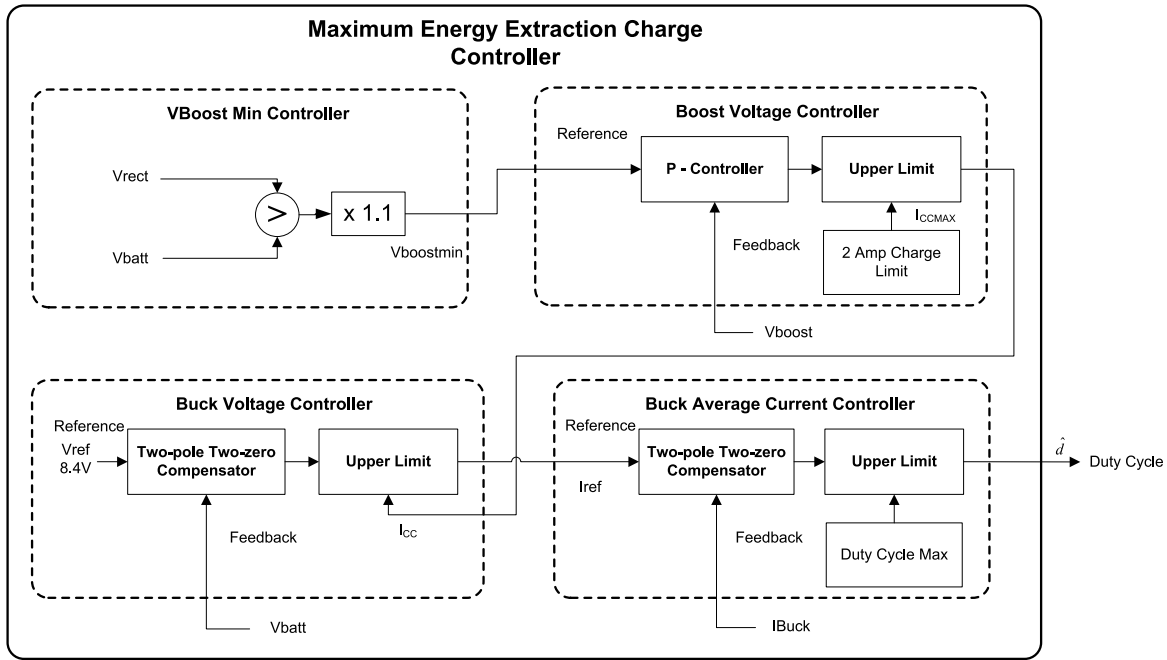 Maximum Energy Extraction Charge
Controller
VBoost Min Controller
Vrect
>
x 1.1
Vbatt
Vboostmin
Boost Voltage Controller
Reference
P - Controller
Upper Limit
ICCMAX
Feedback
2 Amp Charge
Limit
Vboost
Buck Voltage Controller
Reference
Vref
8.4V
Two-pole Two-zero
Compensator
Upper Limit
Feedback
ICC
Vbatt
Buck Average Current Controller
Reference
Iref
Two-pole Two-zero
Compensator
Upper Limit
Feedback
Duty Cycle Max
IBuck
d̂
Duty Cycle